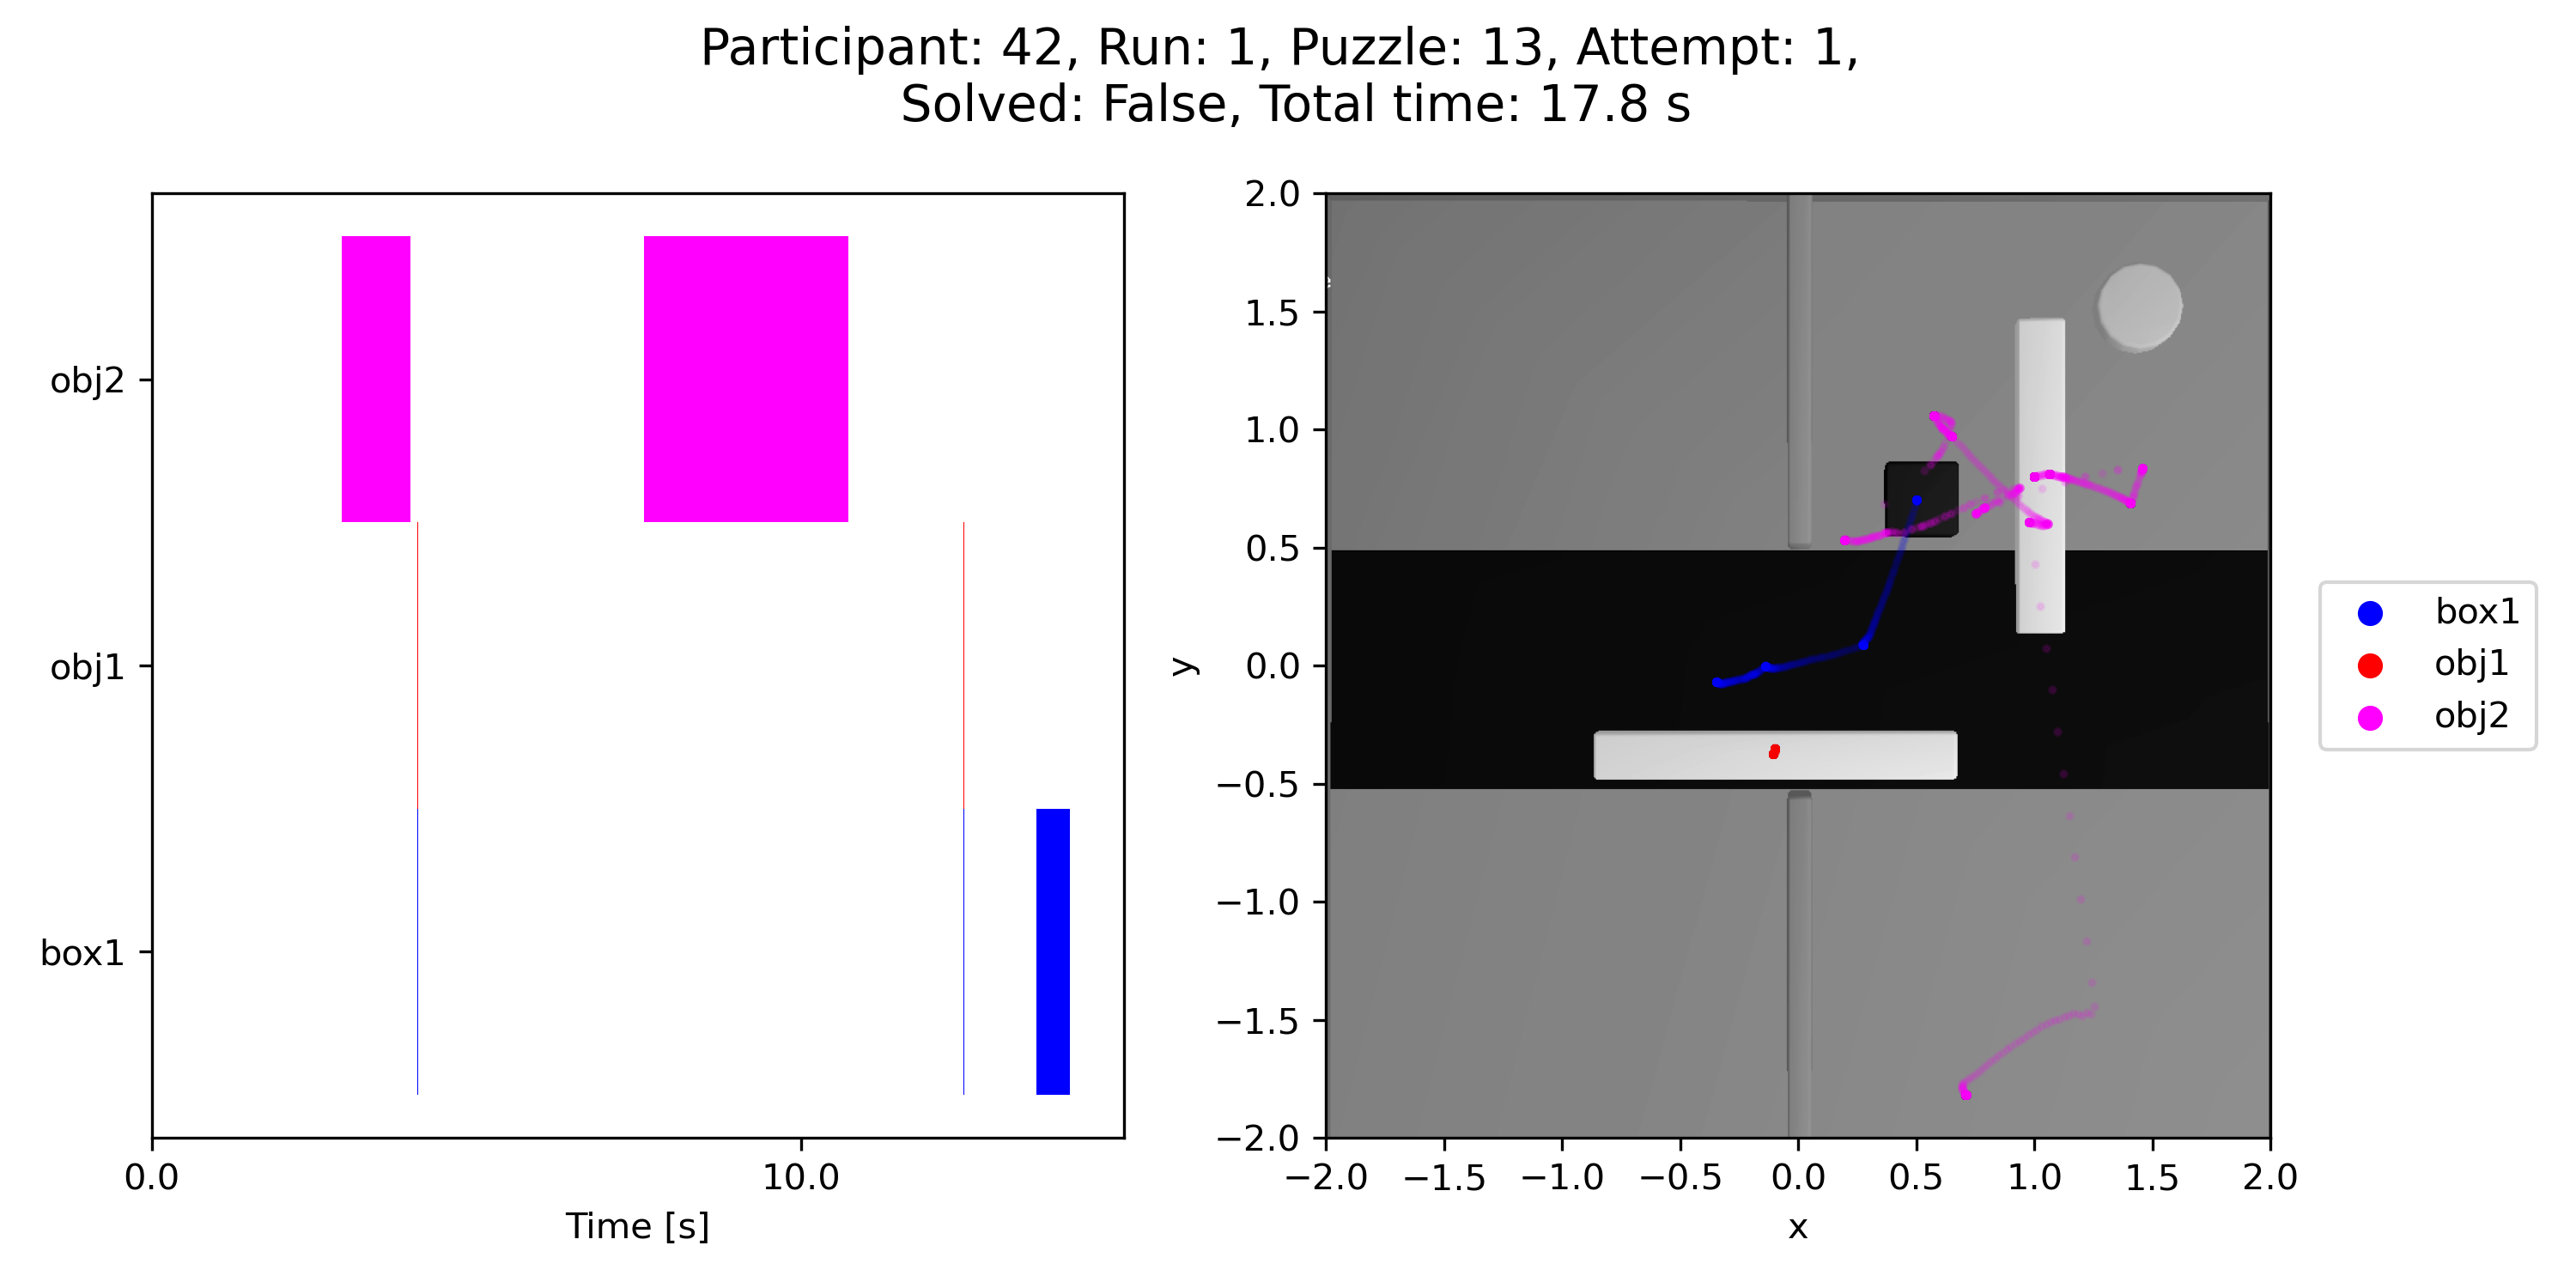 Participant: 42, Run: 1, Puzzle: 13, Attempt: 1,
Solved: False, Total time: 17.8 s
obj2
obj1
box1
0.0
10.0
Time [s]
2.0
1.5
1.0
0.5
0.0
−0.5
−1.0
−1.5
−2.0
y
−2.0
−1.5
−1.0
−0.5
0.0
0.5
1.0
1.5
2.0
x
box1
obj1
obj2